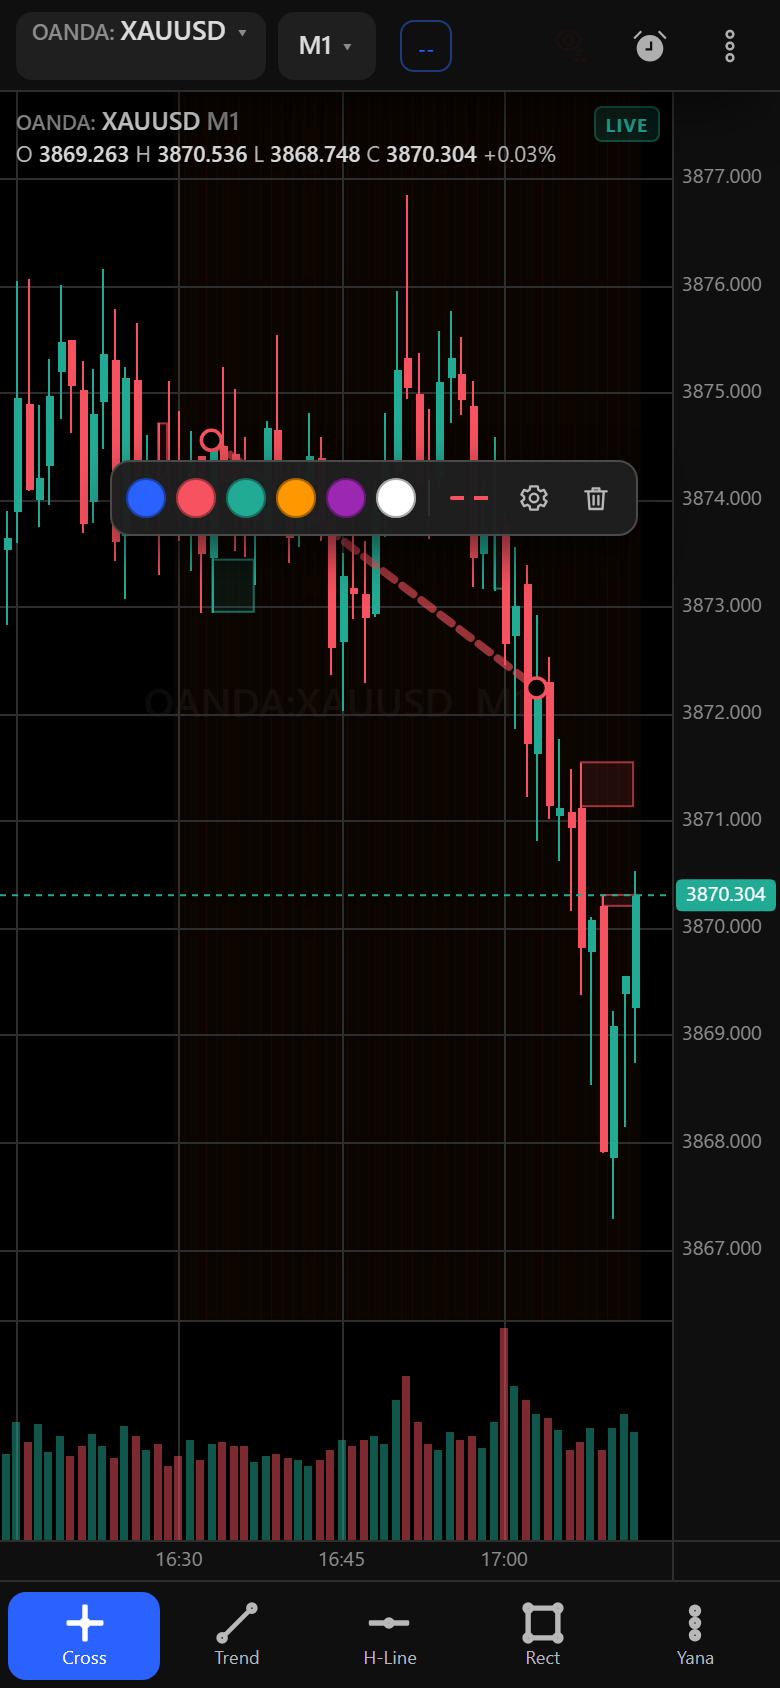 OANDA: XAUUSD ▾
M1 ▾
--
OANDA: XAUUSD M1
LIVE
O 3869.263 H 3870.536 L 3868.748 C 3870.304 +0.03%
3877.000
3876.000
3875.000
3874.000
3873.000
OANDA:XAUUSD M1
3872.000
3871.000
3870.304
3870.000
3869.000
3868.000
3867.000
16:30
16:45
17:00
Cross
Trend
H-Line
Rect
Yana